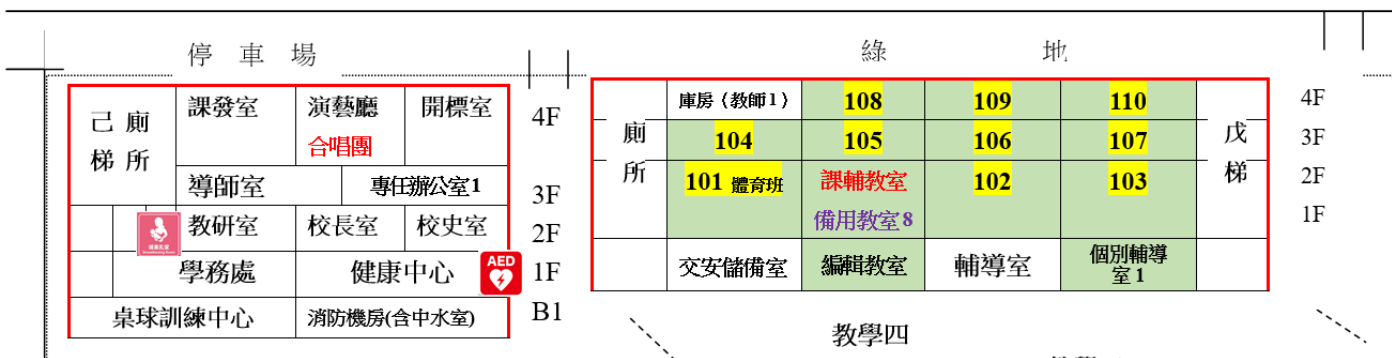 停 車 場
綠 地
己 廁
梯 所
課發室
演藝廳
合唱團
開標室
4F
導師室
專任辦公室1
3F
教研室
校長室
校史室
2F
學務處
健康中心
AED
1F
桌球訓練中心
消防機房(含中水室)
B1
廁
所
庫房（教師1）
108
109
110
4F
104
105
106
107
戊
梯
3F
101 體育班
課輔教室
備用教室8
102
103
2F
1F
交安儲備室
編輯教室
輔導室
個別輔導
室1
教學四